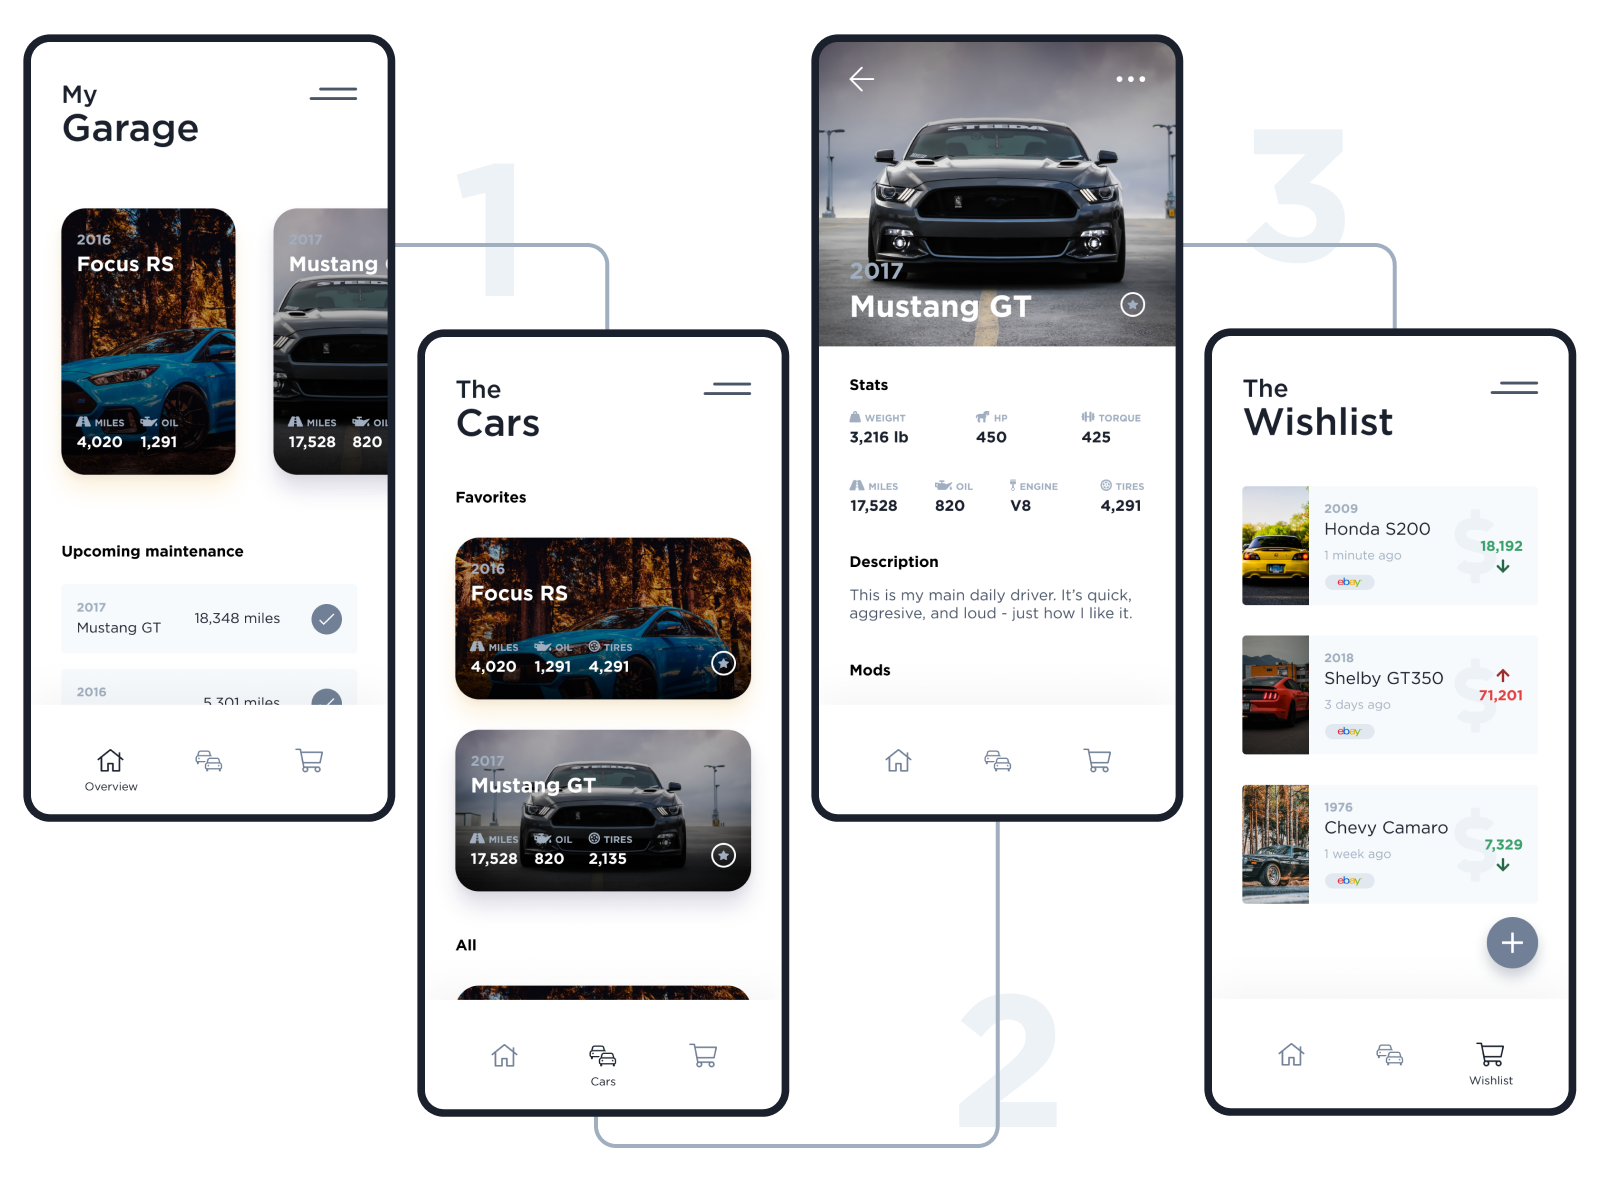 My
Garage
2016
Focus RS
MILES
OIL
4,020
1,291
2017
Mustang
STEEDA
MILES
OIL
17,528
820
Upcoming maintenance
2017
Mustang GT
18,348 miles
2016
5,301 miles
Overview
1
The
Cars
Favorites
2016
Focus RS
MILES
OIL
TIRES
4,020
1,291
4,291
2017
STEEDA
Mustang GT
MILES
OIL
TIRES
17,528
820
2,135
All
Cars
2
STEEDA
2017
Mustang GT
Stats
WEIGHT
HP
TORQUE
3,216 lb
450
425
MILES
OIL
ENGINE
TIRES
17,528
820
V8
4,291
Description
This is my main daily driver. It's quick,
aggresive, and loud - just how I like it.
Mods
3
The
Wishlist
2009
Honda S200
1 minute ago
ebay
$
18,192
2018
Shelby GT350
3 days ago
ebay
$
71,201
1976
Chevy Camaro
1 week ago
ebay
$
7,329
Wishlist